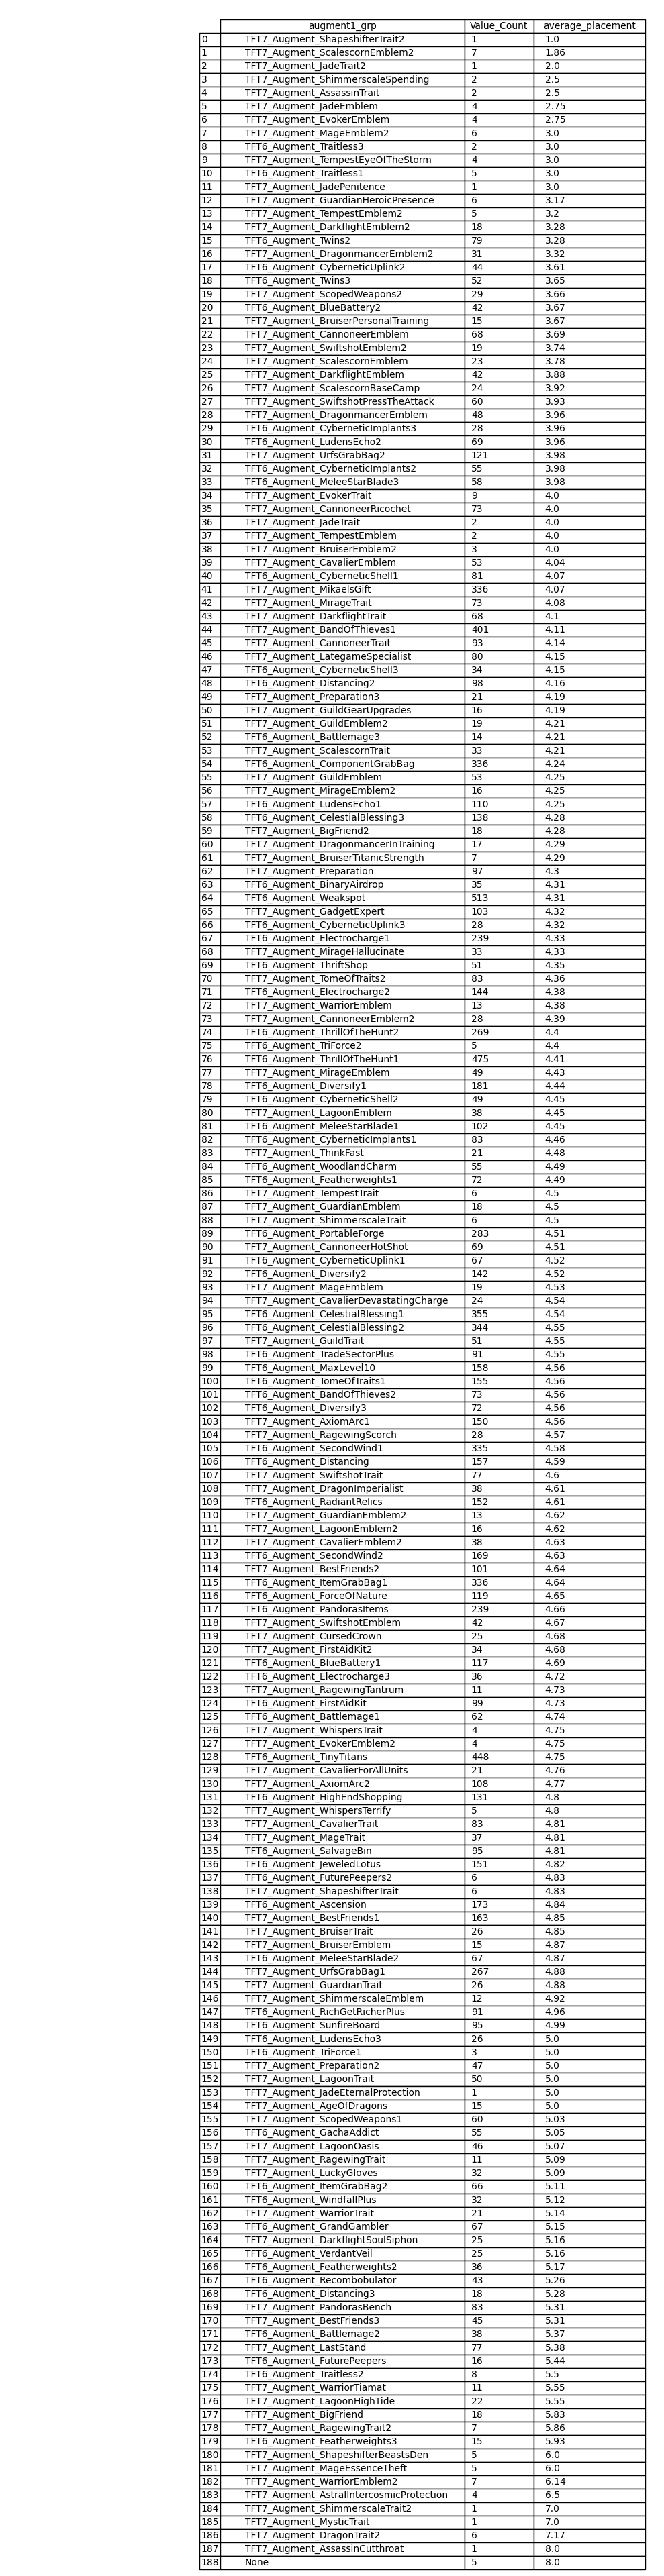 augment1_grp Value_Count average_placement
0 TFT7_Augment_ShapeshifterTrait2 1 1.0
1 TFT7_Augment_ScalescornEmblem2 7 1.86
2 TFT7_Augment_JadeTrait2 1 2.0
3 TFT7_Augment_ShimmerscaleSpending 2 2.5
4 TFT7_Augment_AssassinTrait 2 2.5
5 TFT7_Augment_JadeEmblem 4 2.75
6 TFT7_Augment_EvokerEmblem 4 2.75
7 TFT7_Augment_MageEmblem2 6 3.0
8 TFT6_Augment_Traitless3 2 3.0
9 TFT7_Augment_TempestEyeOfTheStorm 4 3.0
10 TFT6_Augment_Traitless1 5 3.0
11 TFT7_Augment_JadePenitence 1 3.0
12 TFT7_Augment_GuardianHeroicPresence 6 3.17
13 TFT7_Augment_TempestEmblem2 5 3.2
14 TFT7_Augment_DarkflightEmblem2 18 3.28
15 TFT6_Augment_Twins2 79 3.28
16 TFT7_Augment_DragonmancerEmblem2 31 3.32
17 TFT6_Augment_CyberneticUplink2 44 3.61
18 TFT6_Augment_Twins3 52 3.65
19 TFT7_Augment_ScopedWeapons2 29 3.66
20 TFT6_Augment_BlueBattery2 42 3.67
21 TFT7_Augment_BruiserPersonalTraining 15 3.67
22 TFT7_Augment_CannoneerEmblem 68 3.69
23 TFT7_Augment_SwiftshotEmblem2 19 3.74
24 TFT7_Augment_ScalescornEmblem 23 3.78
25 TFT7_Augment_DarkflightEmblem 42 3.88
26 TFT7_Augment_ScalescornBaseCamp 24 3.92
27 TFT7_Augment_SwiftshotPressTheAttack 60 3.93
28 TFT7_Augment_DragonmancerEmblem 48 3.96
29 TFT6_Augment_CyberneticImplants3 28 3.96
30 TFT6_Augment_LudensEcho2 69 3.96
31 TFT7_Augment_UrfsGrabBag2 121 3.98
32 TFT6_Augment_CyberneticImplants2 55 3.98
33 TFT6_Augment_MeleeStarBlade3 58 3.98
34 TFT7_Augment_EvokerTrait 9 4.0
35 TFT7_Augment_CannoneerRicochet 73 4.0
36 TFT7_Augment_JadeTrait 2 4.0
37 TFT7_Augment_TempestEmblem 2 4.0
38 TFT7_Augment_BruiserEmblem2 3 4.0
39 TFT7_Augment_CavalierEmblem 53 4.04
40 TFT6_Augment_CyberneticShell1 81 4.07
41 TFT7_Augment_MikaelsGift 336 4.07
42 TFT7_Augment_MirageTrait 73 4.08
43 TFT7_Augment_DarkflightTrait 68 4.1
44 TFT7_Augment_BandOfThieves1 401 4.11
45 TFT7_Augment_CannoneerTrait 93 4.14
46 TFT7_Augment_LategameSpecialist 80 4.15
47 TFT6_Augment_CyberneticShell3 34 4.15
48 TFT6_Augment_Distancing2 98 4.16
49 TFT7_Augment_Preparation3 21 4.19
50 TFT7_Augment_GuildGearUpgrades 16 4.19
51 TFT7_Augment_GuildEmblem2 19 4.21
52 TFT6_Augment_Battlemage3 14 4.21
53 TFT7_Augment_ScalescornTrait 33 4.21
54 TFT6_Augment_ComponentGrabBag 336 4.24
55 TFT7_Augment_GuildEmblem 53 4.25
56 TFT7_Augment_MirageEmblem2 16 4.25
57 TFT6_Augment_LudensEcho1 110 4.25
58 TFT6_Augment_CelestialBlessing3 138 4.28
59 TFT7_Augment_BigFriend2 18 4.28
60 TFT7_Augment_DragonmancerInTraining 17 4.29
61 TFT7_Augment_BruiserTitanicStrength 7 4.29
62 TFT7_Augment_Preparation 97 4.3
63 TFT6_Augment_BinaryAirdrop 35 4.31
64 TFT6_Augment_Weakspot 513 4.31
65 TFT7_Augment_GadgetExpert 103 4.32
66 TFT6_Augment_CyberneticUplink3 28 4.32
67 TFT6_Augment_Electrocharge1 239 4.33
68 TFT7_Augment_MirageHallucinate 33 4.33
69 TFT6_Augment_ThriftShop 51 4.35
70 TFT7_Augment_TomeOfTraits2 83 4.36
71 TFT6_Augment_Electrocharge2 144 4.38
72 TFT7_Augment_WarriorEmblem 13 4.38
73 TFT7_Augment_CannoneerEmblem2 28 4.39
74 TFT6_Augment_ThrillOfTheHunt2 269 4.4
75 TFT6_Augment_TriForce2 5 4.4
76 TFT6_Augment_ThrillOfTheHunt1 475 4.41
77 TFT7_Augment_MirageEmblem 49 4.43
78 TFT6_Augment_Diversify1 181 4.44
79 TFT6_Augment_CyberneticShell2 49 4.45
80 TFT7_Augment_LagoonEmblem 38 4.45
81 TFT6_Augment_MeleeStarBlade1 102 4.45
82 TFT6_Augment_CyberneticImplants1 83 4.46
83 TFT7_Augment_ThinkFast 21 4.48
84 TFT6_Augment_WoodlandCharm 55 4.49
85 TFT6_Augment_Featherweights1 72 4.49
86 TFT7_Augment_TempestTrait 6 4.5
87 TFT7_Augment_GuardianEmblem 18 4.5
88 TFT7_Augment_ShimmerscaleTrait 6 4.5
89 TFT6_Augment_PortableForge 283 4.51
90 TFT7_Augment_CannoneerHotShot 69 4.51
91 TFT6_Augment_CyberneticUplink1 67 4.52
92 TFT6_Augment_Diversify2 142 4.52
93 TFT7_Augment_MageEmblem 19 4.53
94 TFT7_Augment_CavalierDevastatingCharge 24 4.54
95 TFT6_Augment_CelestialBlessing1 355 4.54
96 TFT6_Augment_CelestialBlessing2 344 4.55
97 TFT7_Augment_GuildTrait 51 4.55
98 TFT6_Augment_TradeSectorPlus 91 4.55
99 TFT6_Augment_MaxLevel10 158 4.56
100 TFT6_Augment_TomeOfTraits1 155 4.56
101 TFT6_Augment_BandOfThieves2 73 4.56
102 TFT6_Augment_Diversify3 72 4.56
103 TFT7_Augment_AxiomArc1 150 4.56
104 TFT7_Augment_RagewingScorch 28 4.57
105 TFT6_Augment_SecondWind1 335 4.58
106 TFT6_Augment_Distancing 157 4.59
107 TFT7_Augment_SwiftshotTrait 77 4.6
108 TFT7_Augment_DragonImperialist 38 4.61
109 TFT6_Augment_RadiantRelics 152 4.61
110 TFT7_Augment_GuardianEmblem2 13 4.62
111 TFT7_Augment_LagoonEmblem2 16 4.62
112 TFT7_Augment_CavalierEmblem2 38 4.63
113 TFT6_Augment_SecondWind2 169 4.63
114 TFT7_Augment_BestFriends2 101 4.64
115 TFT6_Augment_ItemGrabBag1 336 4.64
116 TFT6_Augment_ForceOfNature 119 4.65
117 TFT6_Augment_PandorasItems 239 4.66
118 TFT7_Augment_SwiftshotEmblem 42 4.67
119 TFT7_Augment_CursedCrown 25 4.68
120 TFT7_Augment_FirstAidKit2 34 4.68
121 TFT6_Augment_BlueBattery1 117 4.69
122 TFT6_Augment_Electrocharge3 36 4.72
123 TFT7_Augment_RagewingTantrum 11 4.73
124 TFT6_Augment_FirstAidKit 99 4.73
125 TFT6_Augment_Battlemage1 62 4.74
126 TFT7_Augment_WhispersTrait 4 4.75
127 TFT7_Augment_EvokerEmblem2 4 4.75
128 TFT6_Augment_TinyTitans 448 4.75
129 TFT7_Augment_CavalierForAllUnits 21 4.76
130 TFT7_Augment_AxiomArc2 108 4.77
131 TFT6_Augment_HighEndShopping 131 4.8
132 TFT7_Augment_WhispersTerrify 5 4.8
133 TFT7_Augment_CavalierTrait 83 4.81
134 TFT7_Augment_MageTrait 37 4.81
135 TFT6_Augment_SalvageBin 95 4.81
136 TFT6_Augment_JeweledLotus 151 4.82
137 TFT6_Augment_FuturePeepers2 6 4.83
138 TFT7_Augment_ShapeshifterTrait 6 4.83
139 TFT6_Augment_Ascension 173 4.84
140 TFT7_Augment_BestFriends1 163 4.85
141 TFT7_Augment_BruiserTrait 26 4.85
142 TFT7_Augment_BruiserEmblem 15 4.87
143 TFT6_Augment_MeleeStarBlade2 67 4.87
144 TFT7_Augment_UrfsGrabBag1 267 4.88
145 TFT7_Augment_GuardianTrait 26 4.88
146 TFT7_Augment_ShimmerscaleEmblem 12 4.92
147 TFT6_Augment_RichGetRicherPlus 91 4.96
148 TFT6_Augment_SunfireBoard 95 4.99
149 TFT6_Augment_LudensEcho3 26 5.0
150 TFT6_Augment_TriForce1 3 5.0
151 TFT7_Augment_Preparation2 47 5.0
152 TFT7_Augment_LagoonTrait 50 5.0
153 TFT7_Augment_JadeEternalProtection 1 5.0
154 TFT7_Augment_AgeOfDragons 15 5.0
155 TFT7_Augment_ScopedWeapons1 60 5.03
156 TFT6_Augment_GachaAddict 55 5.05
157 TFT7_Augment_LagoonOasis 46 5.07
158 TFT7_Augment_RagewingTrait 11 5.09
159 TFT7_Augment_LuckyGloves 32 5.09
160 TFT6_Augment_ItemGrabBag2 66 5.11
161 TFT6_Augment_WindfallPlus 32 5.12
162 TFT7_Augment_WarriorTrait 21 5.14
163 TFT6_Augment_GrandGambler 67 5.15
164 TFT7_Augment_DarkflightSoulSiphon 25 5.16
165 TFT6_Augment_VerdantVeil 25 5.16
166 TFT6_Augment_Featherweights2 36 5.17
167 TFT6_Augment_Recombobulator 43 5.26
168 TFT6_Augment_Distancing3 18 5.28
169 TFT7_Augment_PandorasBench 83 5.31
170 TFT7_Augment_BestFriends3 45 5.31
171 TFT6_Augment_Battlemage2 38 5.37
172 TFT7_Augment_LastStand 77 5.38
173 TFT6_Augment_FuturePeepers 16 5.44
174 TFT6_Augment_Traitless2 8 5.5
175 TFT7_Augment_WarriorTiamat 11 5.55
176 TFT7_Augment_LagoonHighTide 22 5.55
177 TFT7_Augment_BigFriend 18 5.83
178 TFT7_Augment_RagewingTrait2 7 5.86
179 TFT6_Augment_Featherweights3 15 5.93
180 TFT7_Augment_ShapeshifterBeastsDen 5 6.0
181 TFT7_Augment_MageEssenceTheft 5 6.0
182 TFT7_Augment_WarriorEmblem2 7 6.14
183 TFT7_Augment_AstralIntercosmicProtection 4 6.5
184 TFT7_Augment_ShimmerscaleTrait2 1 7.0
185 TFT7_Augment_MysticTrait 1 7.0
186 TFT7_Augment_DragonTrait2 6 7.17
187 TFT7_Augment_AssassinCutthroat 1 8.0
188 None 5 8.0